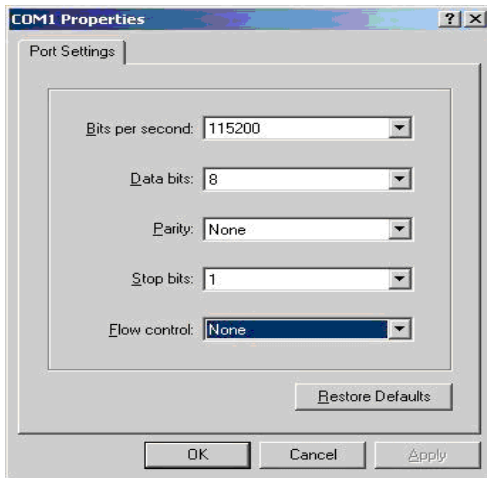 COM1 Properties
Port Settings
Bits per second: 115200
Data bits: 8
Parity: None
Stop bits: 1
Flow control: None
Restore Defaults
OK Cancel Apply